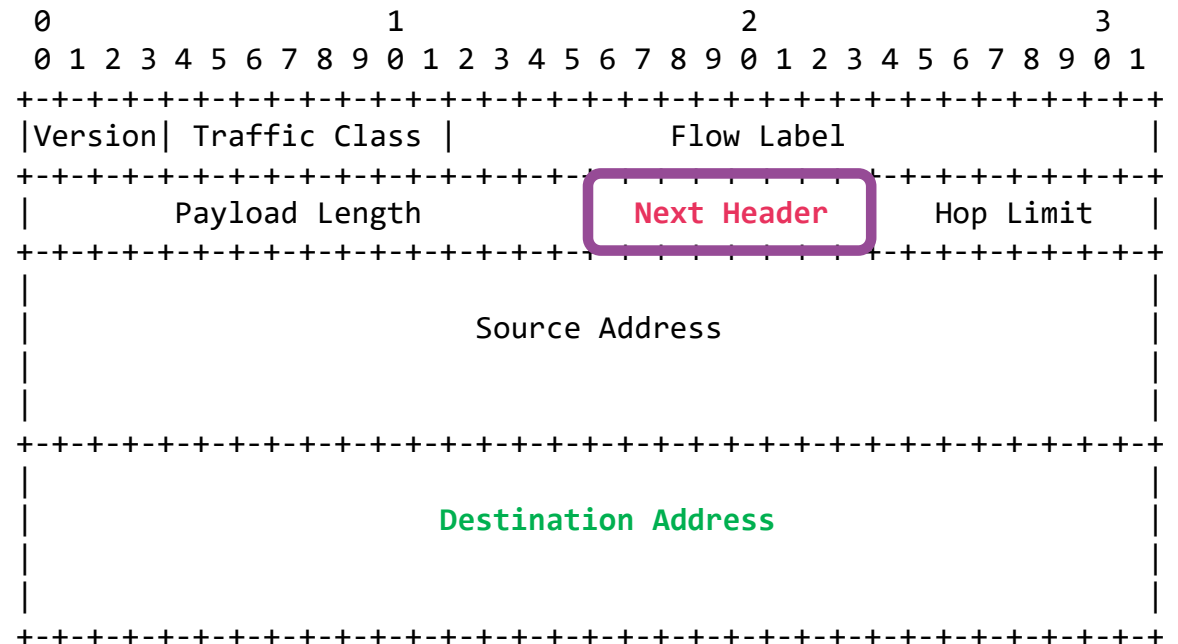 0                   1                   2                   3
0 1 2 3 4 5 6 7 8 9 0 1 2 3 4 5 6 7 8 9 0 1 2 3 4 5 6 7 8 9 0 1
+-+-+-+-+-+-+-+-+-+-+-+-+-+-+-+-+-+-+-+-+-+-+-+-+-+-+-+-+-+-+-+-+
|Version| Traffic Class |            Flow Label                 |
+-+-+-+-+-+-+-+-+-+-+-+-+-+-+-+-+-+-+-+-+-+-+-+-+-+-+-+-+-+-+-+-+
|        Payload Length            Next Header      Hop Limit   |
+-+-+-+-+-+-+-+-+-+-+-+-+-+-+-+-+-+-+-+-+-+-+-+-+-+-+-+-+-+-+-+-+
|                                                               |
|                         Source Address                        |
|                                                               |
|                                                               |
+-+-+-+-+-+-+-+-+-+-+-+-+-+-+-+-+-+-+-+-+-+-+-+-+-+-+-+-+-+-+-+-+
|                                                               |
|                       Destination Address                     |
|                                                               |
|                                                               |
+-+-+-+-+-+-+-+-+-+-+-+-+-+-+-+-+-+-+-+-+-+-+-+-+-+-+-+-+-+-+-+-+